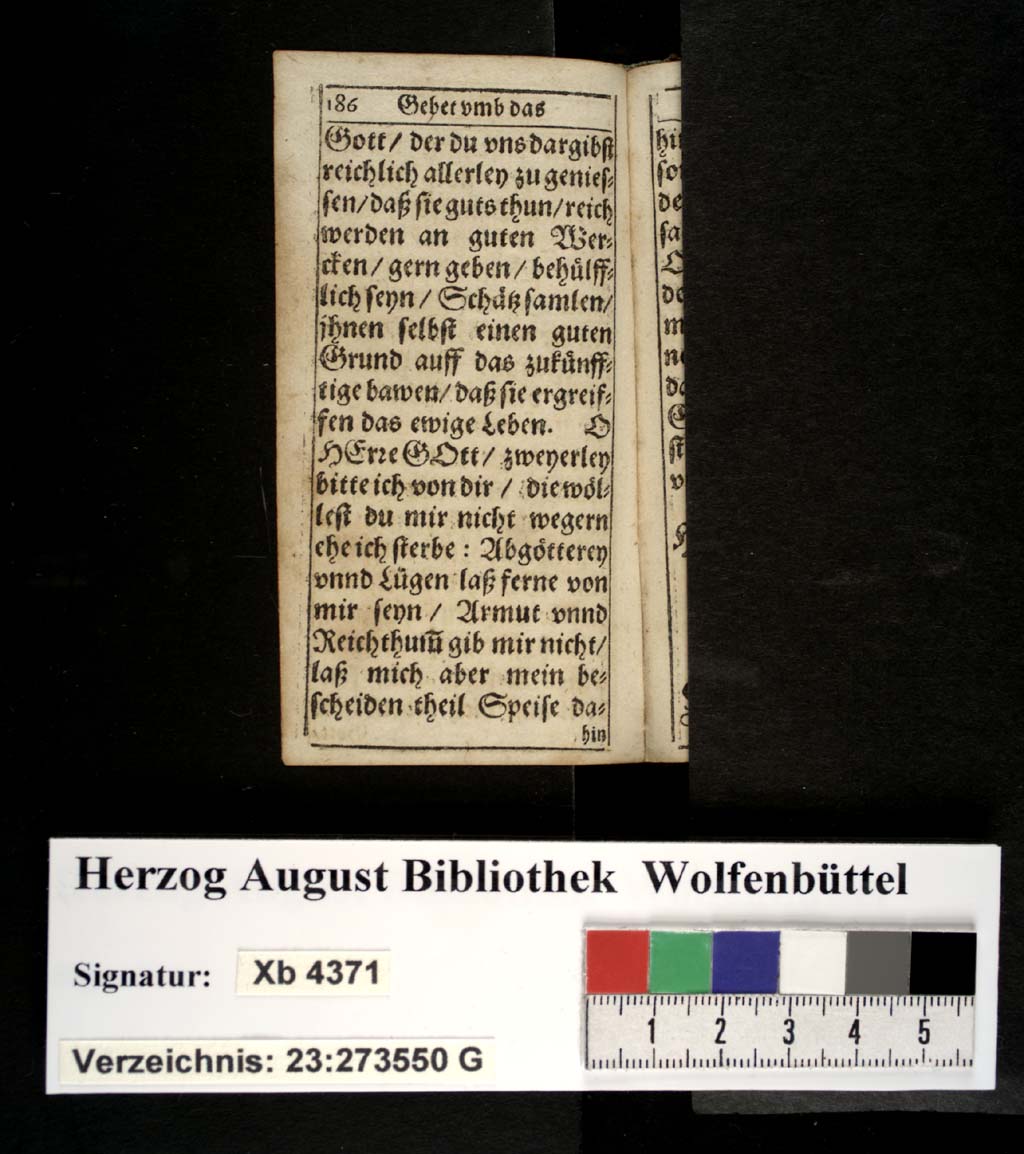 186 Gebet vmb das
Gott / der du vns dargibst
reichlich allerley zu genies⸗
sen / daß sie guts thun / reich
werden an guten Wer⸗
cken / gern geben / behülff⸗
lich seyn / Schätz samlen /
jhnen selbst einen guten
Grund auff das zukünff⸗
tige bawen / daß sie ergreif⸗
fen das ewige Leben. O
HErre GOtt / zweyerley
bitte ich von dir / die wöl⸗
lest du mir nicht wegern
ehe ich sterbe : Abgötterey
vnnd Lügen laß ferne von
mir seyn / Armut vnnd
Reichthum̃ gib mir nicht /
laß mich aber mein be⸗
scheiden theil Speise da⸗
hin
Herzog August Bibliothek Wolfenbüttel
Signatur: Xb 4371
Verzeichnis: 23:273550 G
1 2 3 4 5